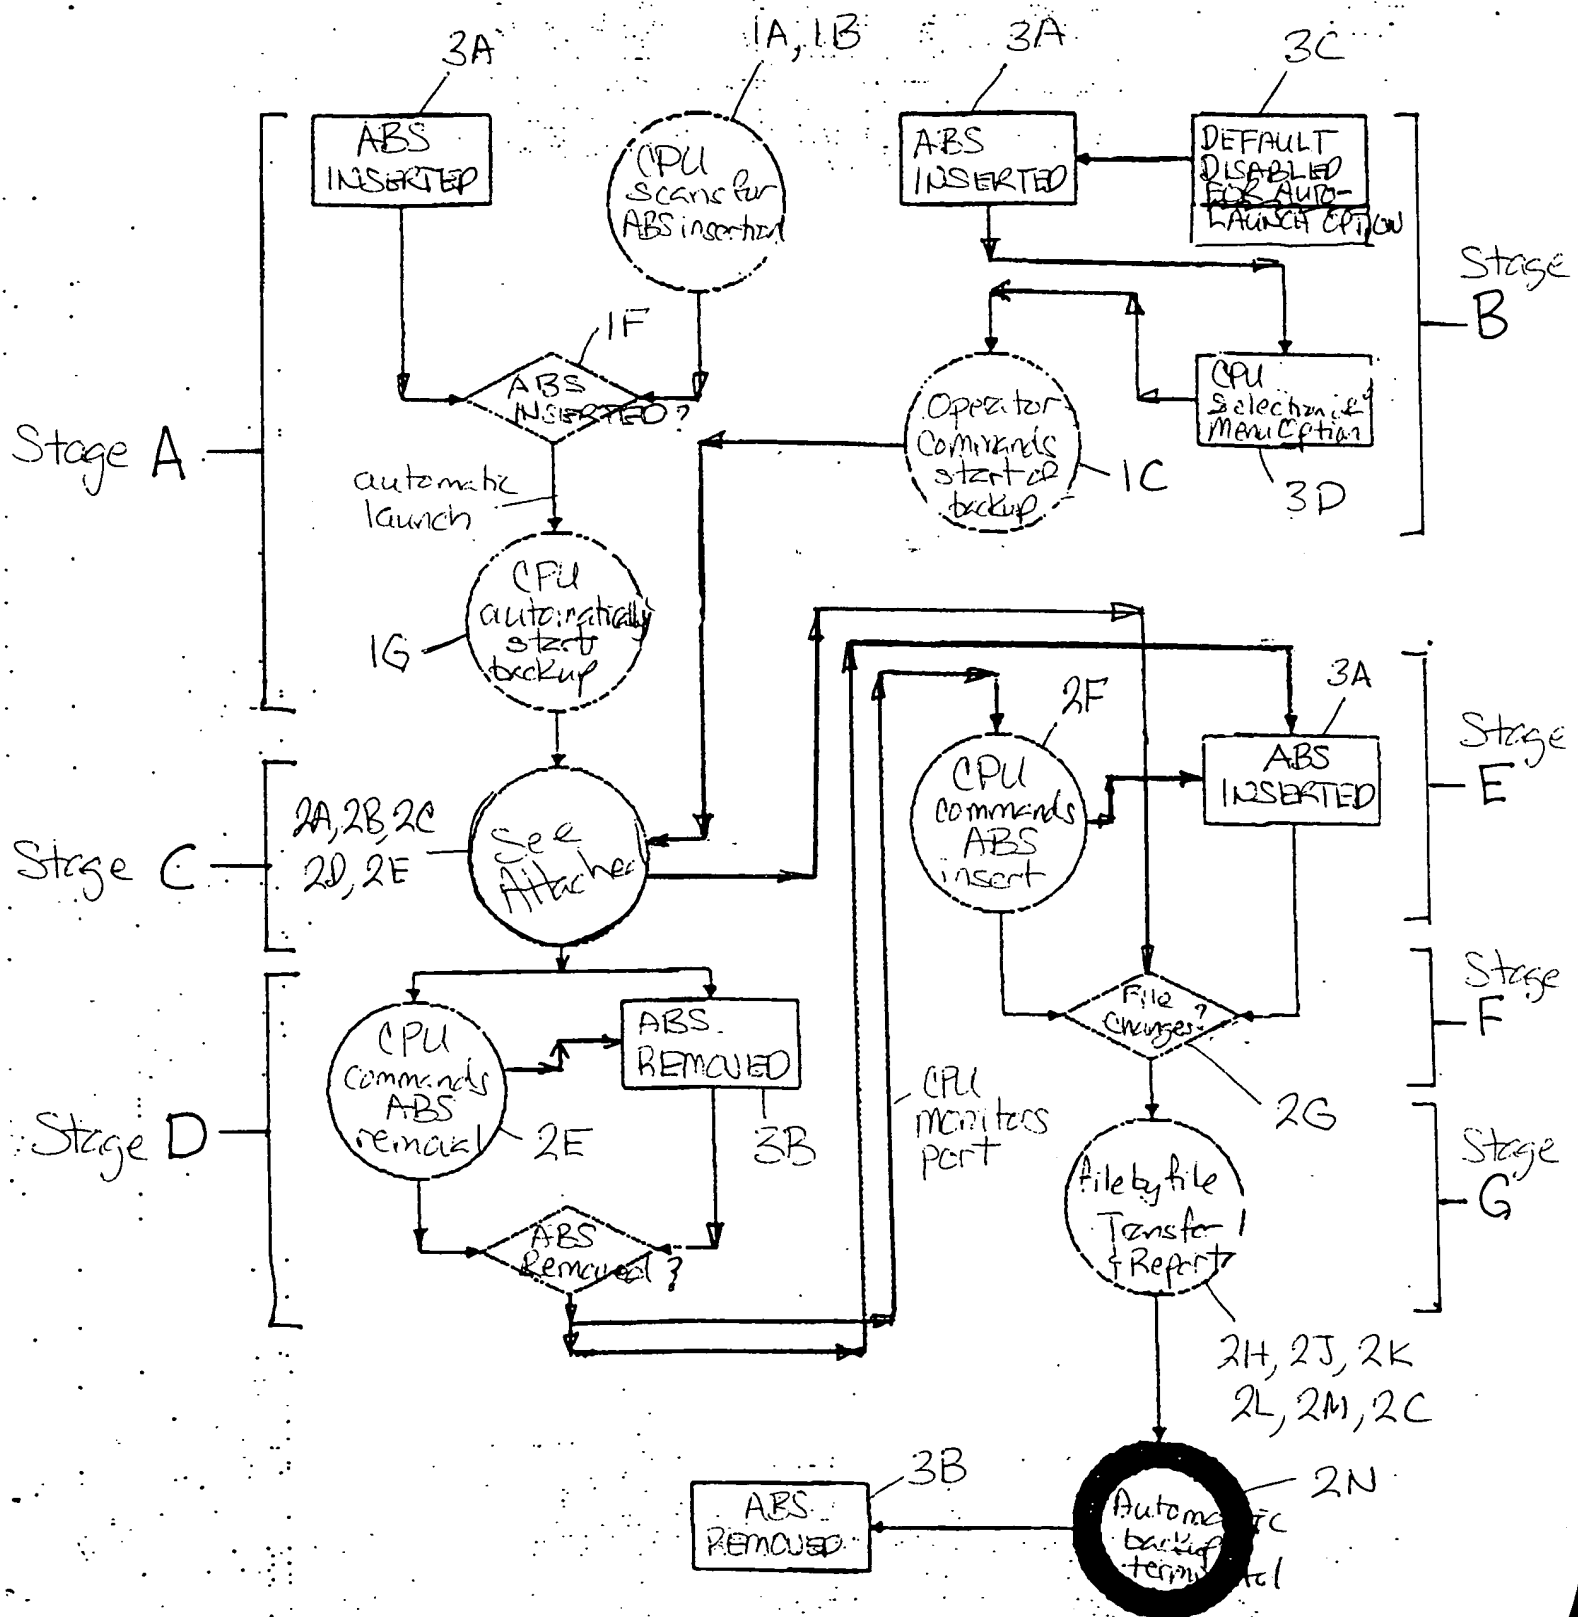 3A
1A, 1B
3A
3C
ABS
INSERTED
CPU
scans for
ABS insertion
ABS
INSERTED
DEFAULT
DISABLED
FOR AUTO-
LAUNCH OPTION
Stage
B
1F
ABS
INSERTED?
Operator
Commands
start of
backup
CPU
Selection of
Menu Option
Stage A
1C
3D
automatic
launch
CPU
automatically
start
backup
1G
2F
3A
Stage
E
CPU
commands
ABS
insert
ABS
INSERTED
2A, 2B, 2C
2D, 2E
See
Attached
Stage C
File
Changes?
Stage
F
CPU
commands
ABS
removal
ABS
REMOVED
CPU
monitors
port
2G
Stage D
2E
3B
File by file
Transfer
& Report
Stage
G
ABS
Removed?
2H, 2J, 2K
2L, 2M, 2C
3B
2N
ABS
REMOVED
Automatic
backup